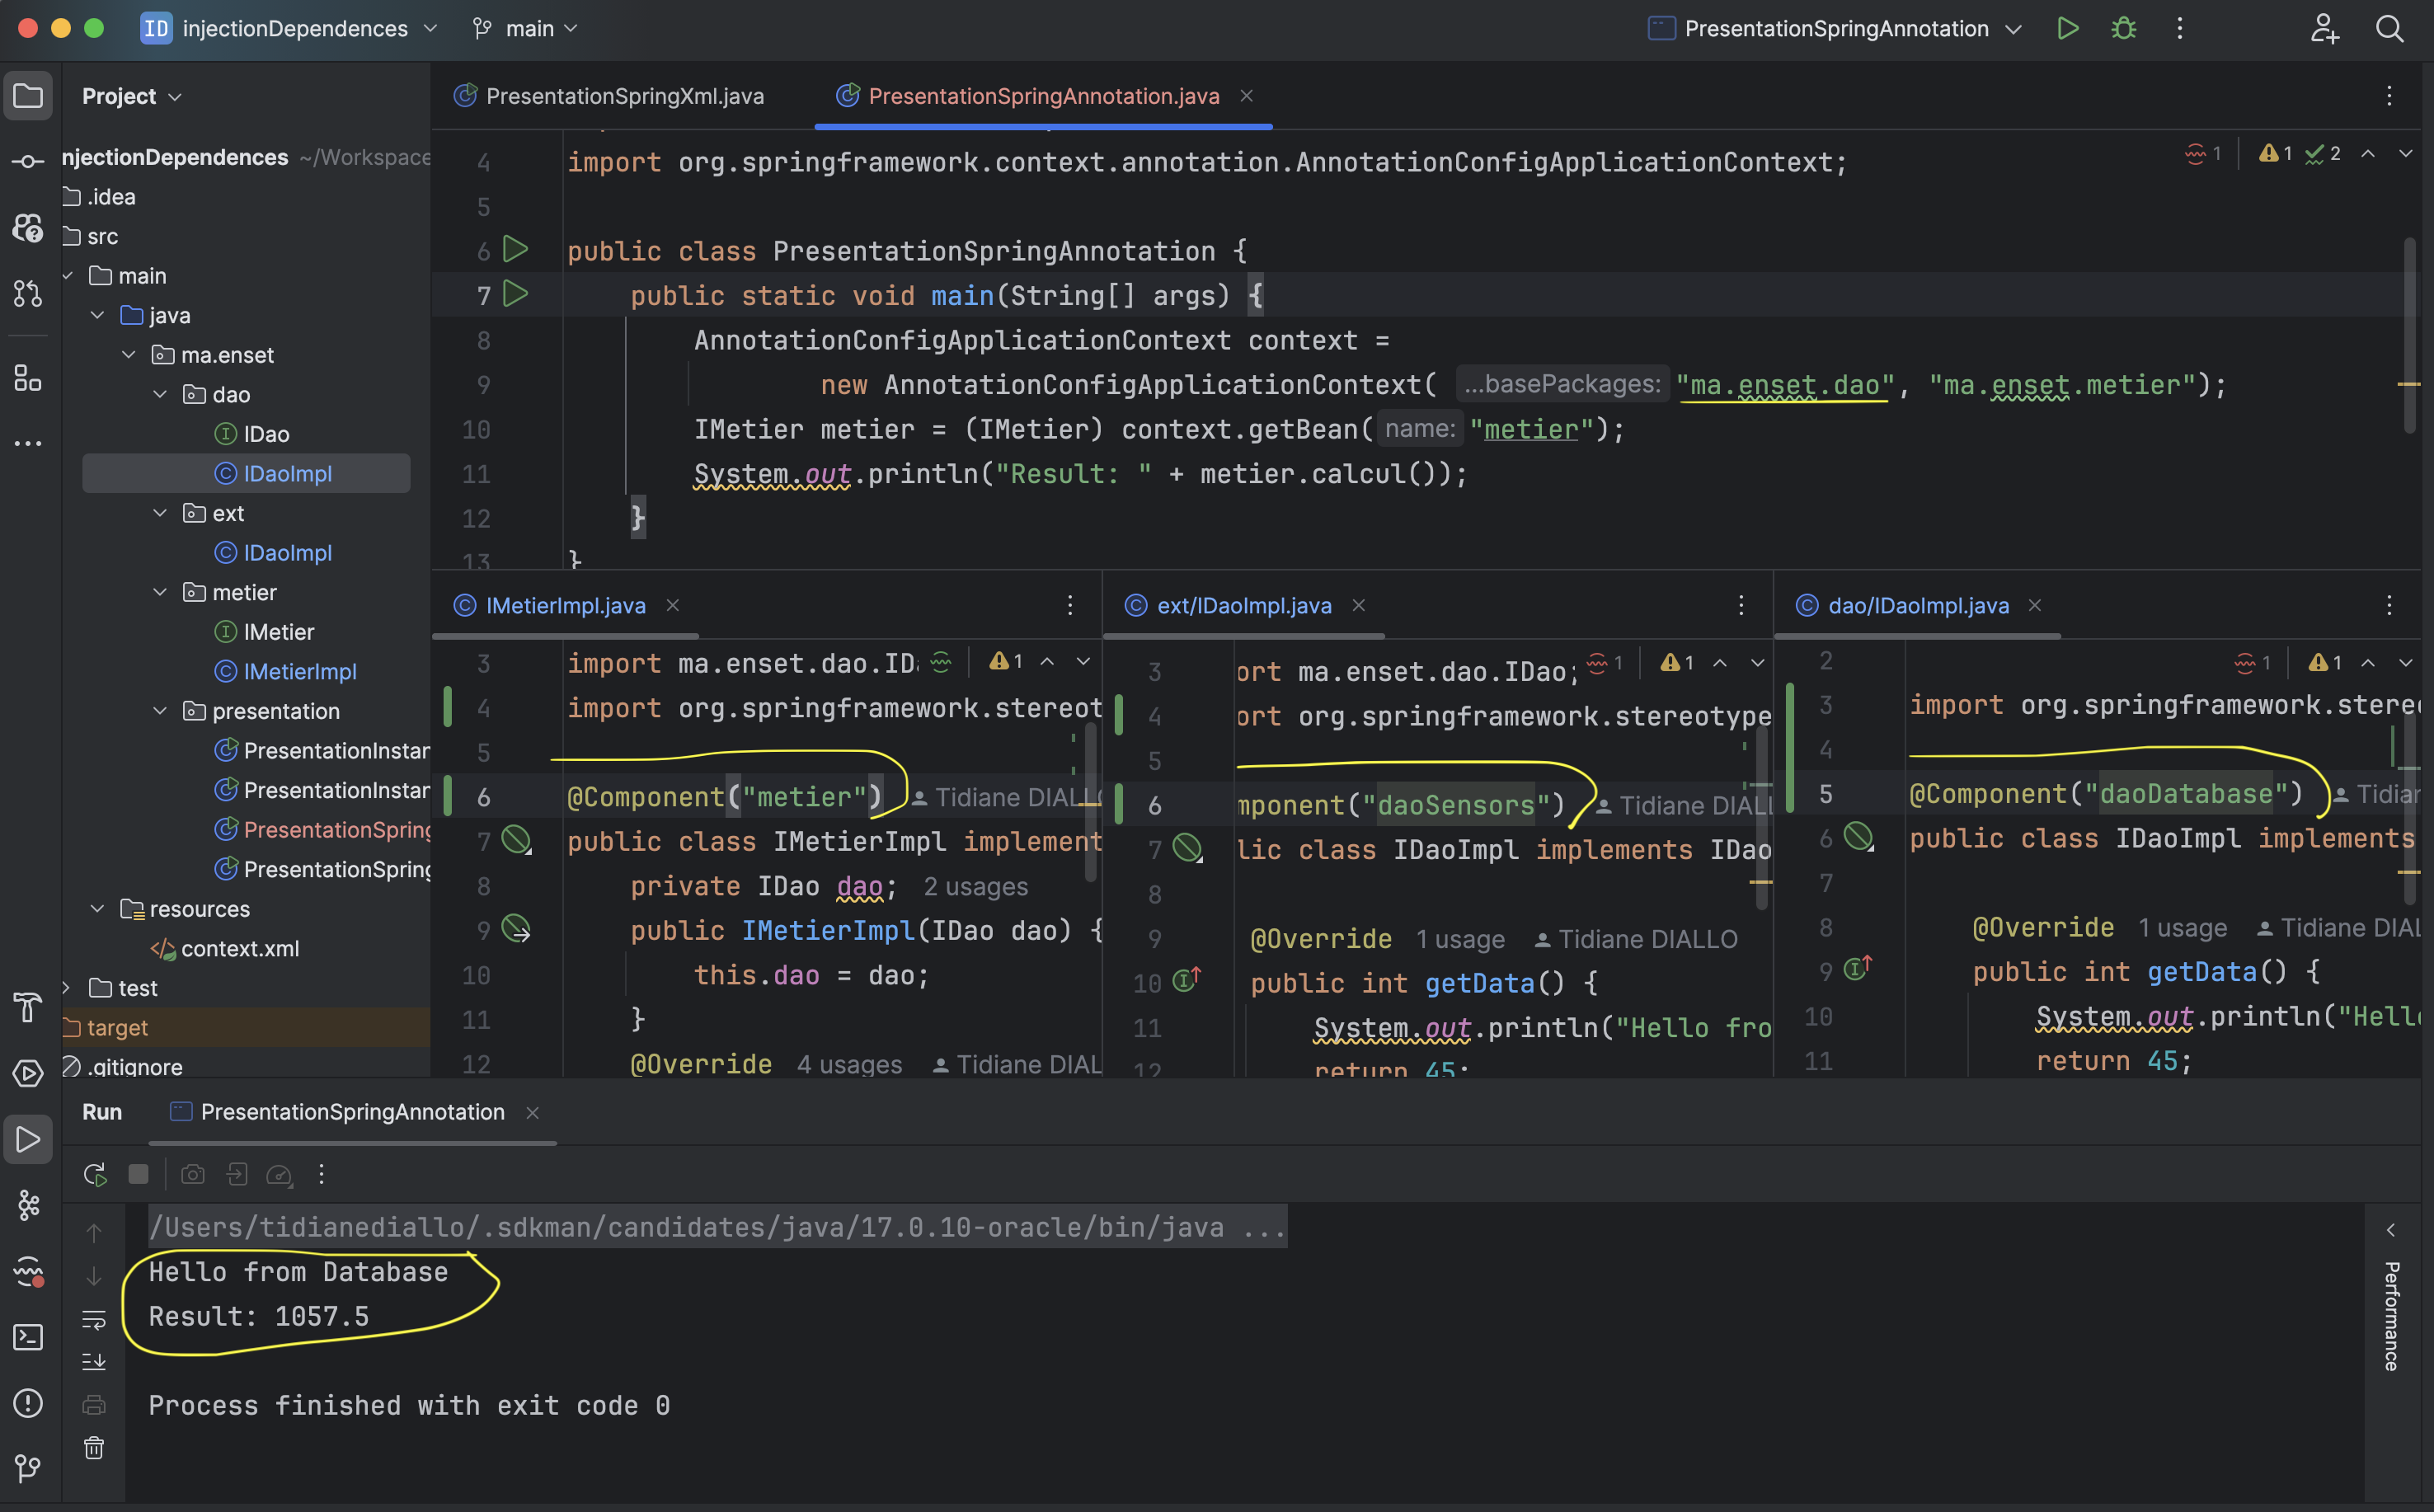 ID injectionDependences main PresentationSpringAnnotation
Project
njectionDependences ~/Workspace
.idea
src
main
java
ma.enset
dao
IDao
IDaoImpl
ext
IDaoImpl
metier
IMetier
IMetierImpl
presentation
PresentationInstar
PresentationInstar
PresentationSpring
PresentationSpring
resources
context.xml
test
target
.gitignore
PresentationSpringXml.java PresentationSpringAnnotation.java
1 1 2
4 import org.springframework.context.annotation.AnnotationConfigApplicationContext;
5
6 public class PresentationSpringAnnotation {
7 public static void main(String[] args) {
8 AnnotationConfigApplicationContext context =
9 new AnnotationConfigApplicationContext( ...basePackages: "ma.enset.dao", "ma.enset.metier");
10 IMetier metier = (IMetier) context.getBean( name: "metier");
11 System.out.println("Result: " + metier.calcul());
12 }
13 }
IMetierImpl.java
1
3 import ma.enset.dao.IDa
4 import org.springframework.stereot
5
6 @Component("metier") Tidiane DIALLO
7 public class IMetierImpl implement
8 private IDao dao; 2 usages
9 public IMetierImpl(IDao dao) {
10 this.dao = dao;
11 }
12 @Override 4 usages Tidiane DIAL
ext/IDaoImpl.java
1 1
3 ort ma.enset.dao.IDao;
4 ort org.springframework.stereotype
5
6 mponent("daoSensors") Tidiane DIALL
7 lic class IDaoImpl implements IDao
8
9 @Override 1 usage Tidiane DIALLO
10 public int getData() {
11 System.out.println("Hello fro
12 return 45;
dao/IDaoImpl.java
1 1
2
3 import org.springframework.stere
4
5 @Component("daoDatabase") Tidian
6 public class IDaoImpl implements
7
8 @Override 1 usage Tidiane DIAL
9 public int getData() {
10 System.out.println("Hell
11 return 45;
Run PresentationSpringAnnotation
/Users/tidianediallo/.sdkman/candidates/java/17.0.10-oracle/bin/java ...
Hello from Database
Result: 1057.5
Process finished with exit code 0
Performance